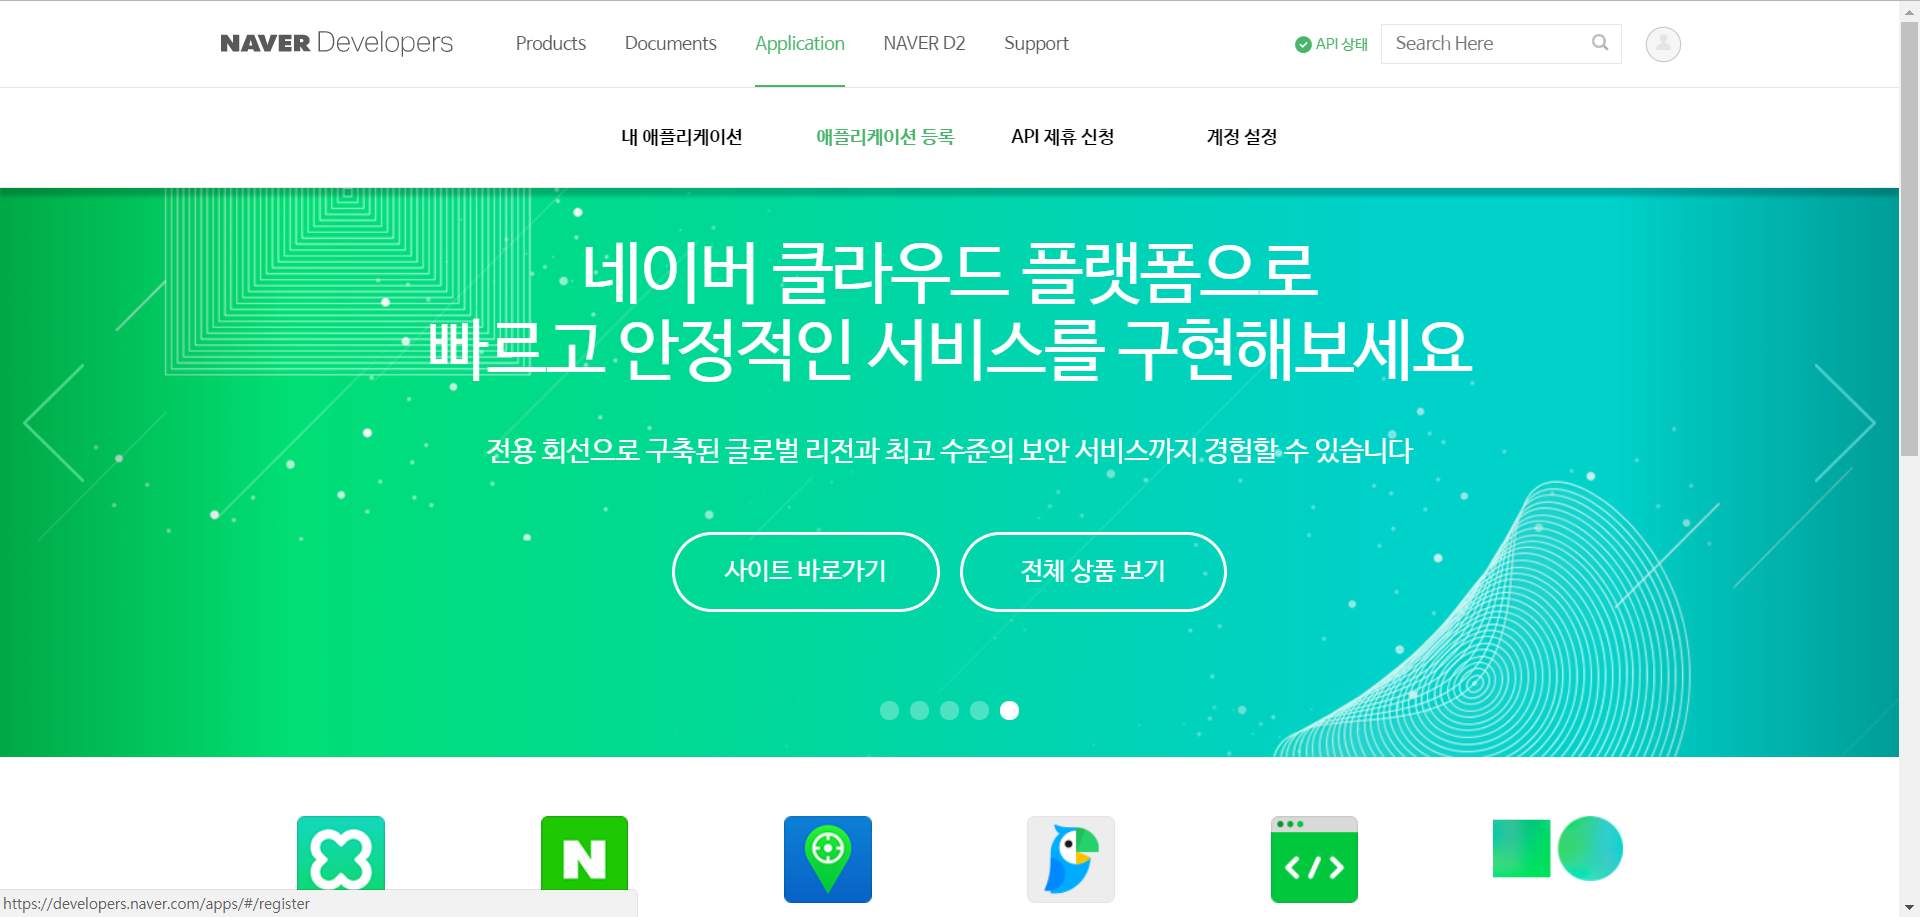 NAVER Developers Products Documents Application NAVER D2 Support API 상태 Search Here
내 애플리케이션 애플리케이션 등록 API 제휴 신청 계정 설정
네이버 클라우드 플랫폼으로
빠르고 안정적인 서비스를 구현해보세요
전용 회선으로 구축된 글로벌 리전과 최고 수준의 보안 서비스까지 경험할 수 있습니다
사이트 바로가기 전체 상품 보기
N </>
https://developers.naver.com/apps/#/register